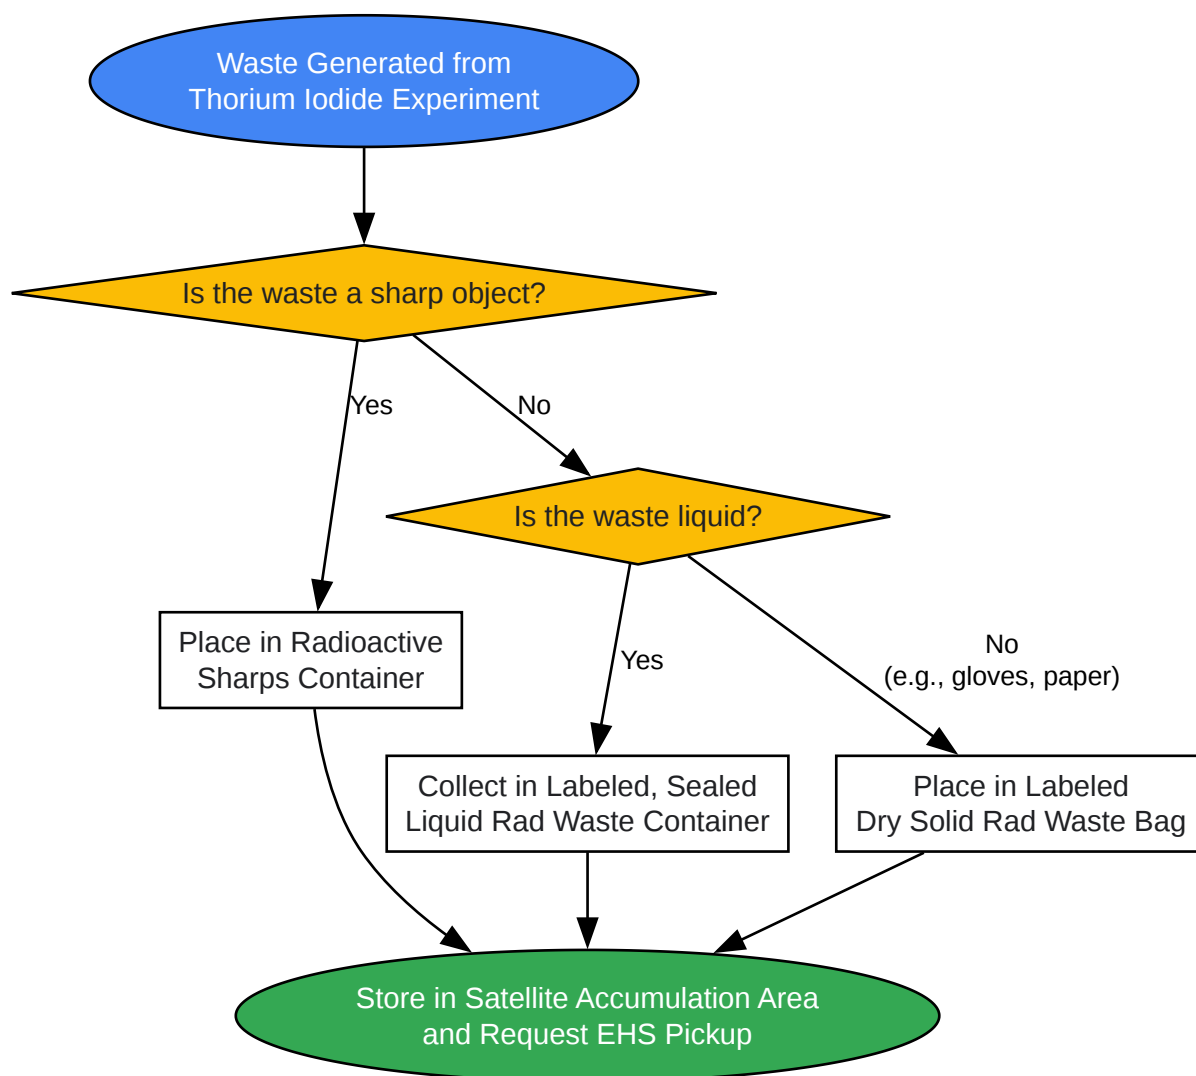 Waste Generated from
Thorium Iodide Experiment
Is the waste a sharp object?
Yes
No
Is the waste liquid?
Place in Radioactive
Sharps Container
Yes
No
(e.g., gloves, paper)
Collect in Labeled, Sealed
Liquid Rad Waste Container
Place in Labeled
Dry Solid Rad Waste Bag
Store in Satellite Accumulation Area
and Request EHS Pickup